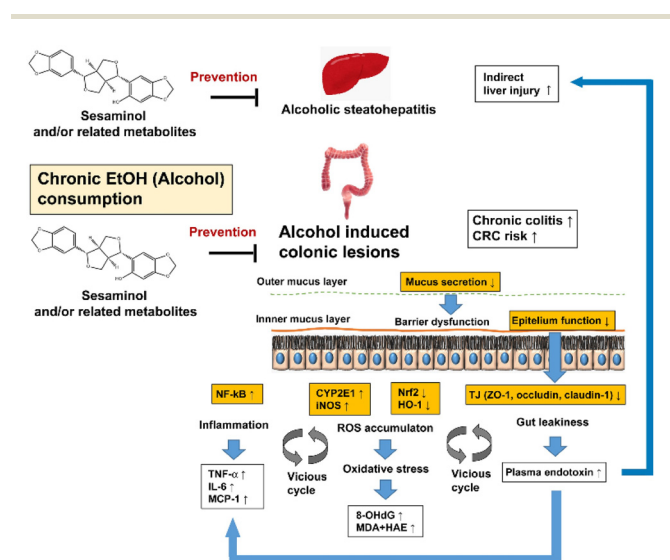 Prevention
Sesaminol
and/or related metabolites
Alcoholic steatohepatitis
Indirect
liver injury ↑
Chronic EtOH (Alcohol)
consumption
Prevention
Sesaminol
and/or related metabolites
Alcohol induced
colonic lesions
Chronic colitis ↑
CRC risk ↑
Outer mucus layer
Mucus secretion ↓
Innner mucus layer
Barrier dysfunction
Epitelium function ↓
NF-kB ↑
CYP2E1 ↑
iNOS ↑
Nrf2 ↓
HO-1 ↓
TJ (ZO-1, occludin, claudin-1) ↓
Inflammation
ROS accumulaton
Gut leakiness
Vicious
cycle
Oxidative stress
Vicious
cycle
Plasma endotoxin ↑
TNF-α ↑
IL-6 ↑
MCP-1 ↑
8-OHdG ↑
MDA+HAE ↑